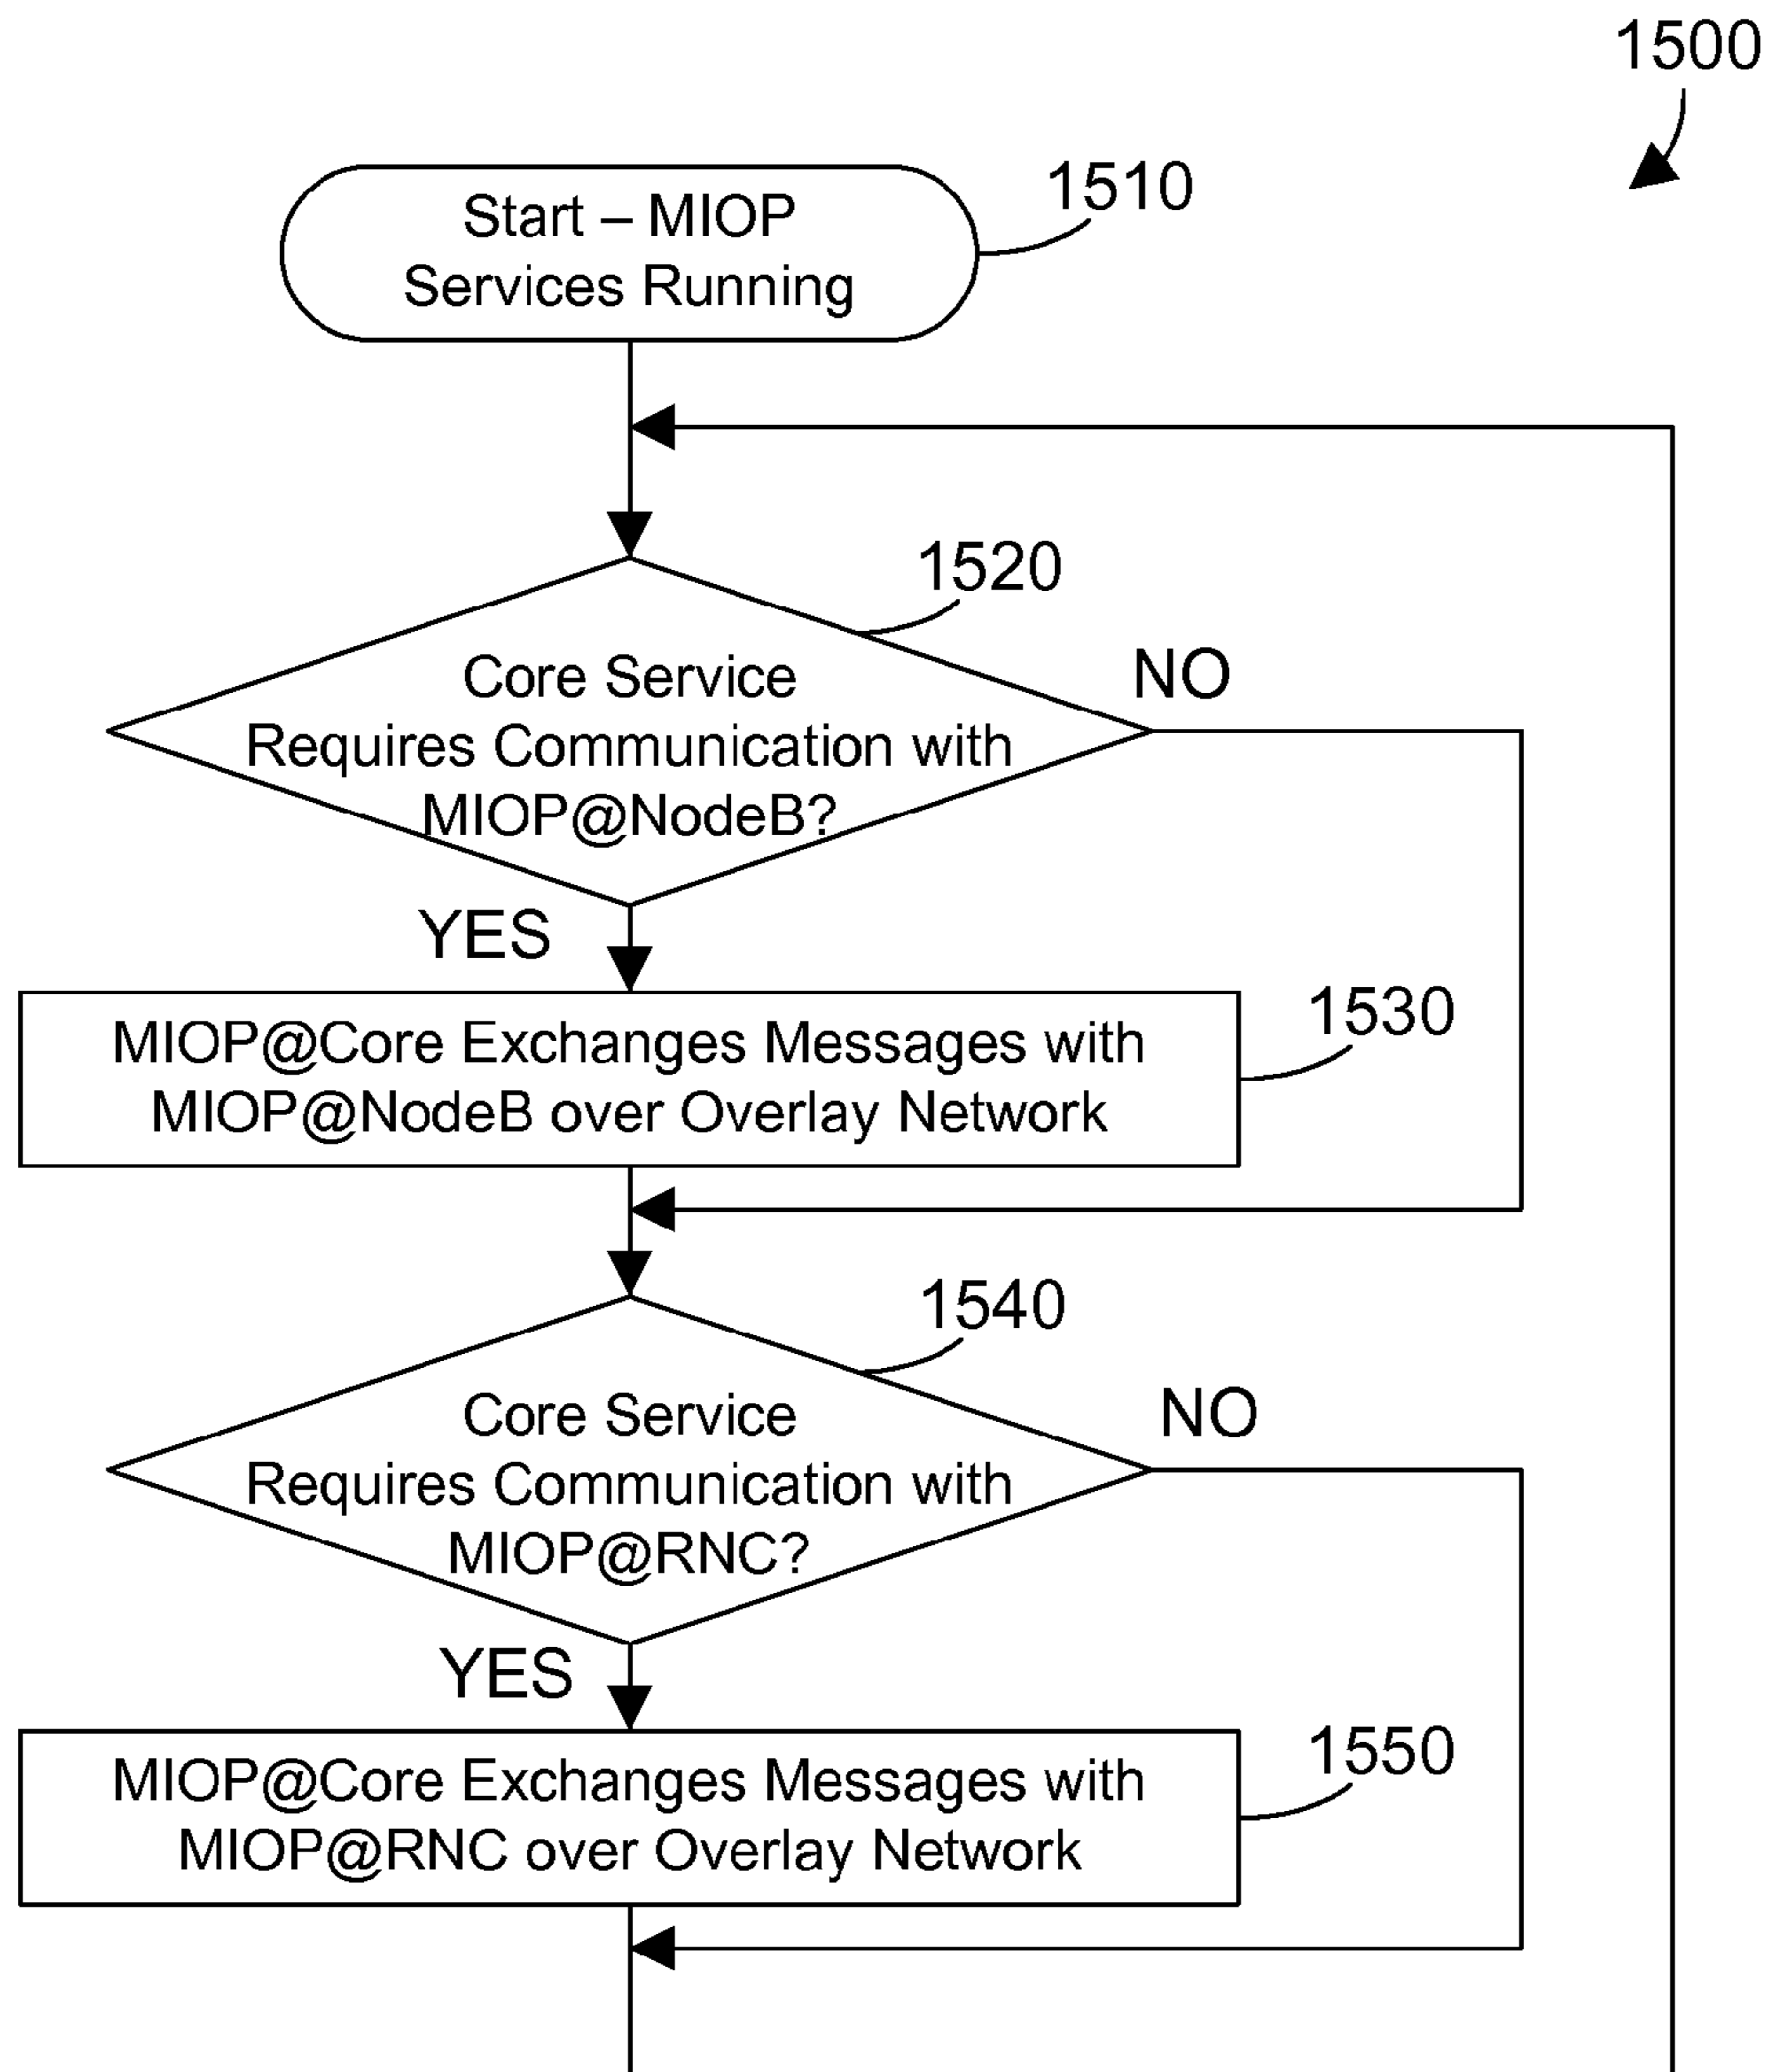 1500
Start – MIOP
Services Running
1510
1520
Core Service
Requires Communication with
MIOP@NodeB?
NO
YES
MIOP@Core Exchanges Messages with
MIOP@NodeB over Overlay Network
1530
1540
Core Service
Requires Communication with
MIOP@RNC?
NO
YES
MIOP@Core Exchanges Messages with
MIOP@RNC over Overlay Network
1550